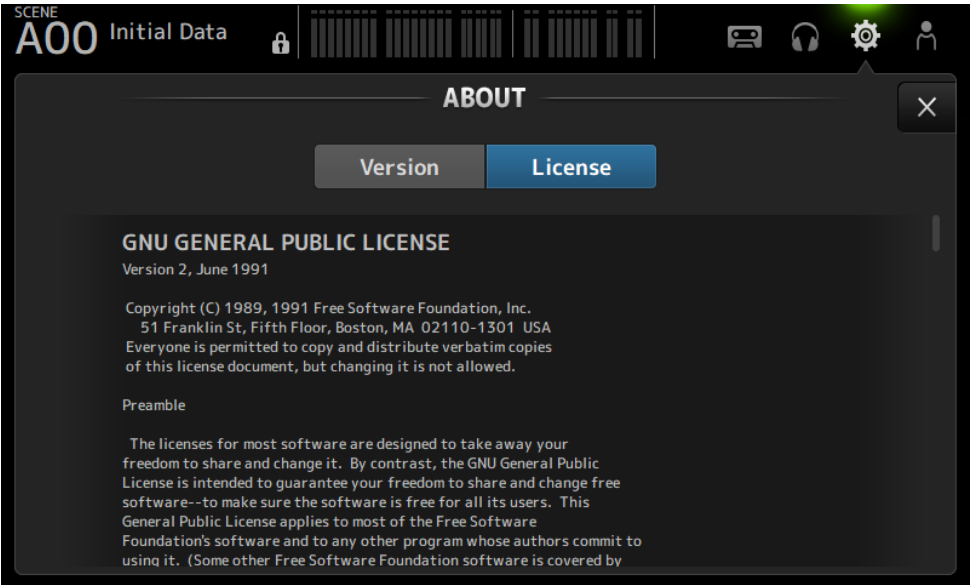 SCENE
A00 Initial Data
ABOUT
Version License
GNU GENERAL PUBLIC LICENSE
Version 2, June 1991
Copyright (C) 1989, 1991 Free Software Foundation, Inc.
51 Franklin St, Fifth Floor, Boston, MA 02110-1301 USA
Everyone is permitted to copy and distribute verbatim copies
of this license document, but changing it is not allowed.
Preamble
The licenses for most software are designed to take away your
freedom to share and change it. By contrast, the GNU General Public
License is intended to guarantee your freedom to share and change free
software--to make sure the software is free for all its users. This
General Public License applies to most of the Free Software
Foundation's software and to any other program whose authors commit to
using it. (Some other Free Software Foundation software is covered by